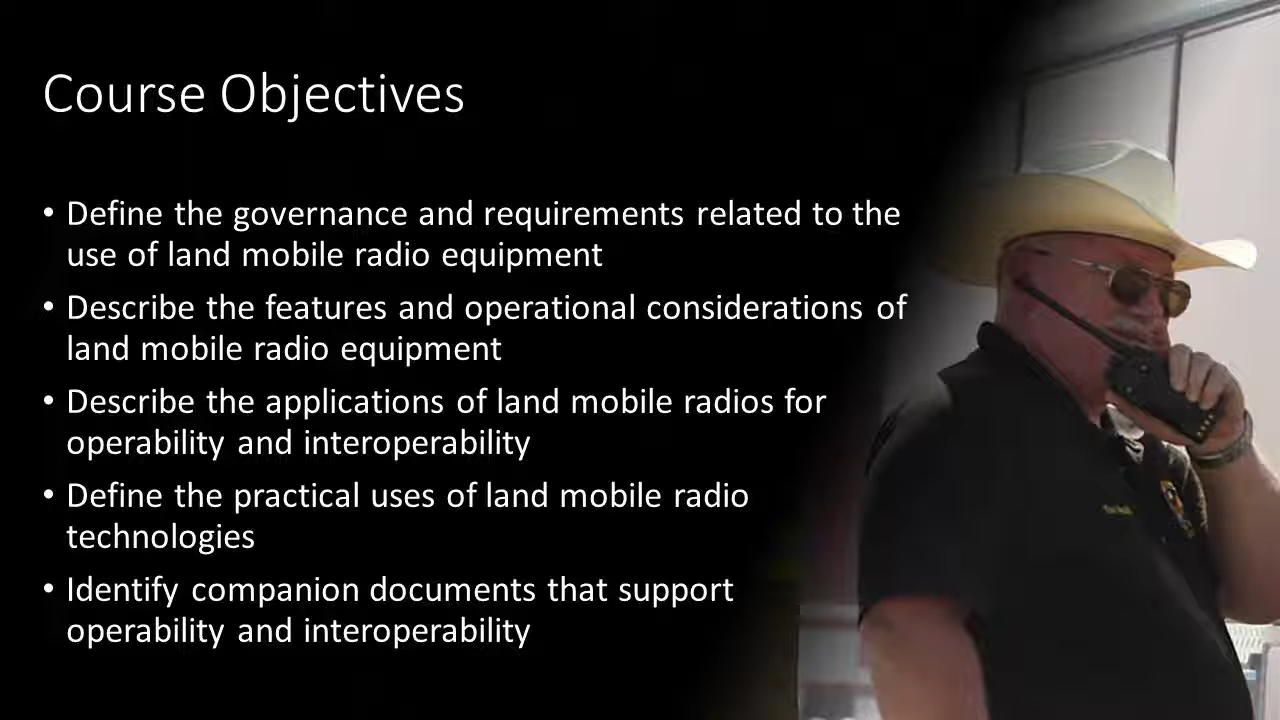 Course Objectives
• Define the governance and requirements related to the
use of land mobile radio equipment
• Describe the features and operational considerations of
land mobile radio equipment
• Describe the applications of land mobile radios for
operability and interoperability
• Define the practical uses of land mobile radio
technologies
• Identify companion documents that support
operability and interoperability